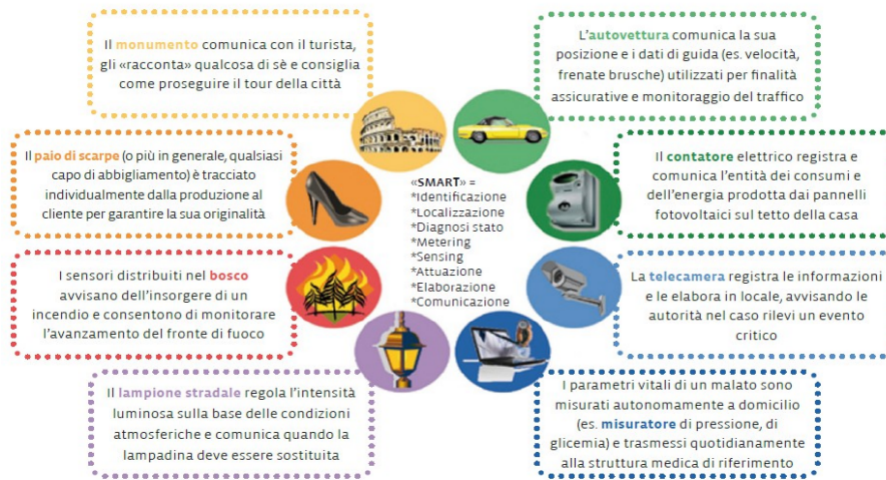 Il monumento comunica con il turista,
gli «racconta» qualcosa di sè e consiglia
come proseguire il tour della città
L'autovettura comunica la sua
posizione e i dati di guida (es. velocità,
frenate brusche) utilizzati per finalità
assicurative e monitoraggio del traffico
Il paio di scarpe (o più in generale, qualsiasi
capo di abbigliamento) è tracciato
individualmente dalla produzione al
cliente per garantire la sua originalità
«SMART» =
*Identificazione
*Localizzazione
*Diagnosi stato
*Metering
*Sensing
*Attuazione
*Elaborazione
*Comunicazione
Il contatore elettrico registra e
comunica l'entità dei consumi e
dell'energia prodotta dai pannelli
fotovoltaici sul tetto della casa
I sensori distribuiti nel bosco
avvisano dell'insorgere di un
incendio e consentono di monitorare
l'avanzamento del fronte di fuoco
La telecamera registra le informazioni
e le elabora in locale, avvisando le
autorità nel caso rilevi un evento
critico
Il lampione stradale regola l'intensità
luminosa sulla base delle condizioni
atmosferiche e comunica quando la
lampadina deve essere sostituita
I parametri vitali di un malato sono
misurati autonomamente a domicilio
(es. misuratore di pressione, di
glicemia) e trasmessi quotidianamente
alla struttura medica di riferimento